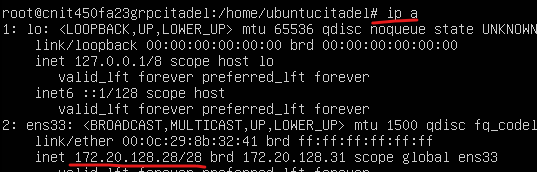 root@cnit450fa23grpcitadel:/home/ubuntucitadel# ip a
1: lo: <LOOPBACK,UP,LOWER_UP> mtu 65536 qdisc noqueue state UNKNOWN
link/loopback 00:00:00:00:00:00 brd 00:00:00:00:00:00
inet 127.0.0.1/8 scope host lo
valid_lft forever preferred_lft forever
inet6 ::1/128 scope host
valid_lft forever preferred_lft forever
2: ens33: <BROADCAST,MULTICAST,UP,LOWER_UP> mtu 1500 qdisc fq_codel
link/ether 00:0c:29:8b:32:41 brd ff:ff:ff:ff:ff:ff
inet 172.20.128.28/28 brd 172.20.128.31 scope global ens33
valid_lft forever preferred_lft forever